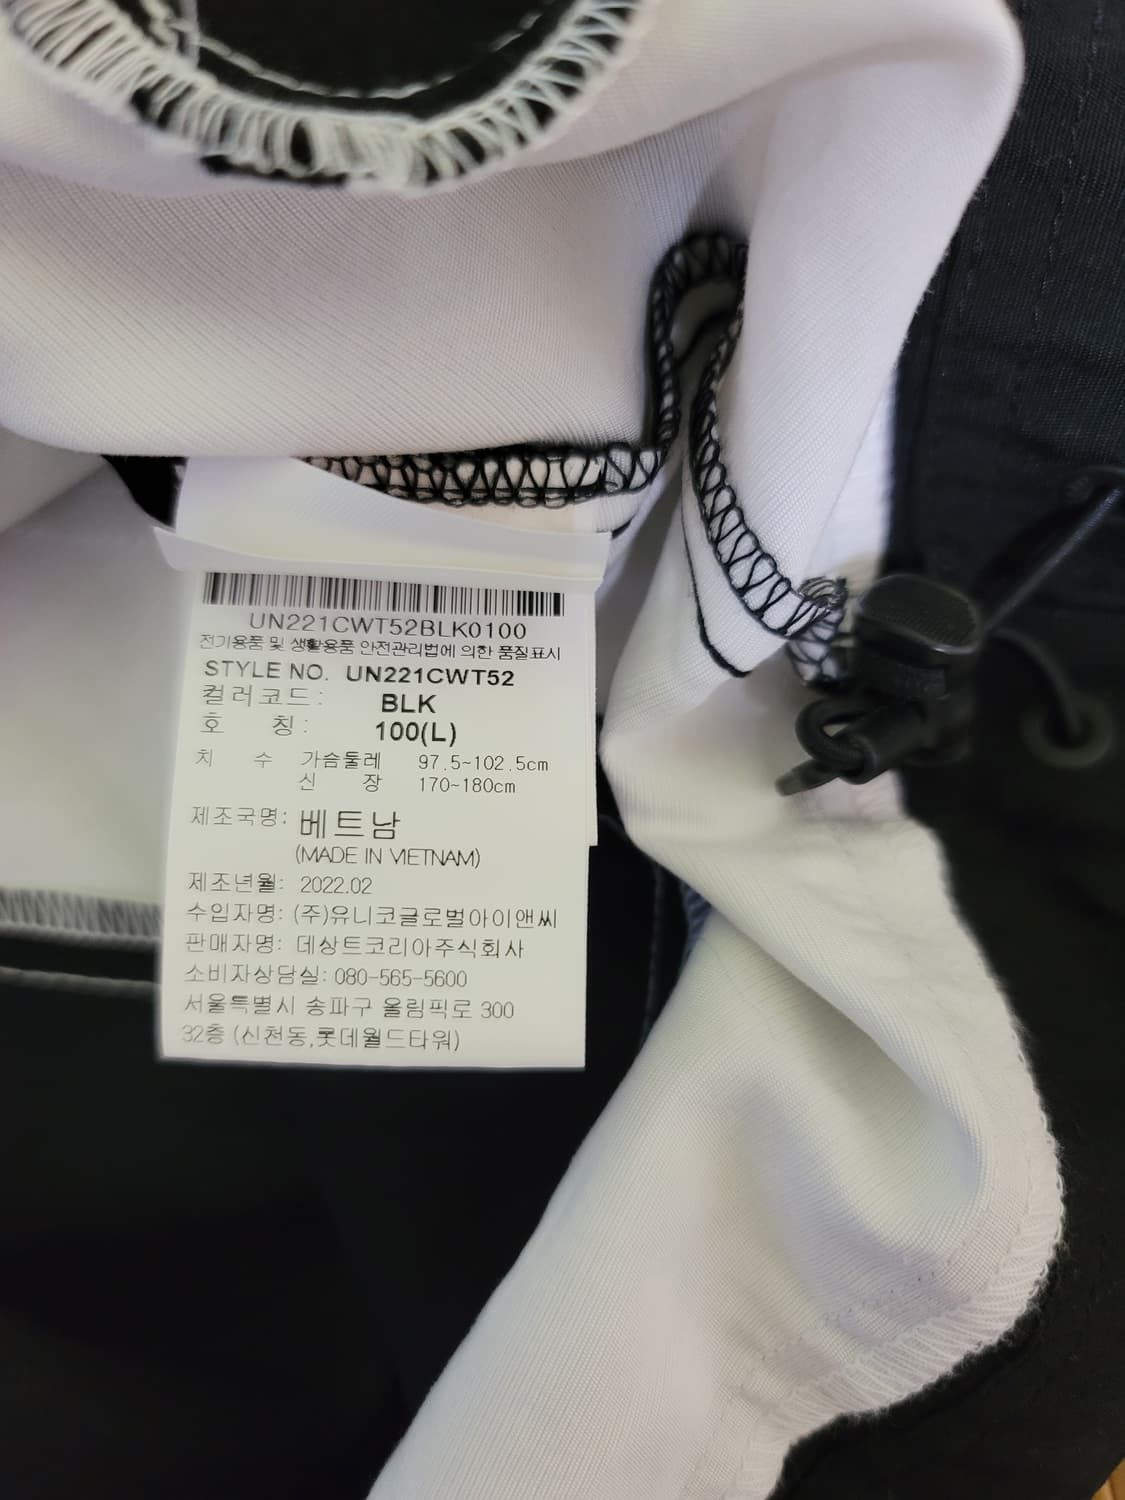 UN221CWT52BLK0100
전기용품 및 생활용품 안전관리법에 의한 품질표시
STYLE NO. UN221CWT52
컬러코드: BLK
호 칭: 100(L)
치 수 가슴둘레 97.5~102.5cm
신 장 170~180cm
제조국명: 베트남
(MADE IN VIETNAM)
제조년월: 2022.02
수입자명: (주)유니코글로벌아이앤씨
판매자명: 데상트코리아주식회사
소비자상담실: 080-565-5600
서울특별시 송파구 올림픽로 300
32층 (신천동,롯데월드타워)